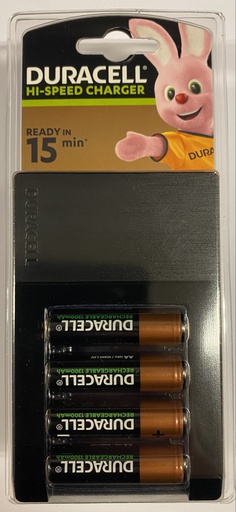 DURACELL®
HI-SPEED CHARGER
READY IN
15 min*
DURA
DURACELL
DURACELL®
RECHARGEABLE 1300mAh
DURACELL®
RECHARGEABLE 1300mAh
DURACELL®
RECHARGEABLE 1300mAh
DURACELL®
RECHARGEABLE 1300mAh